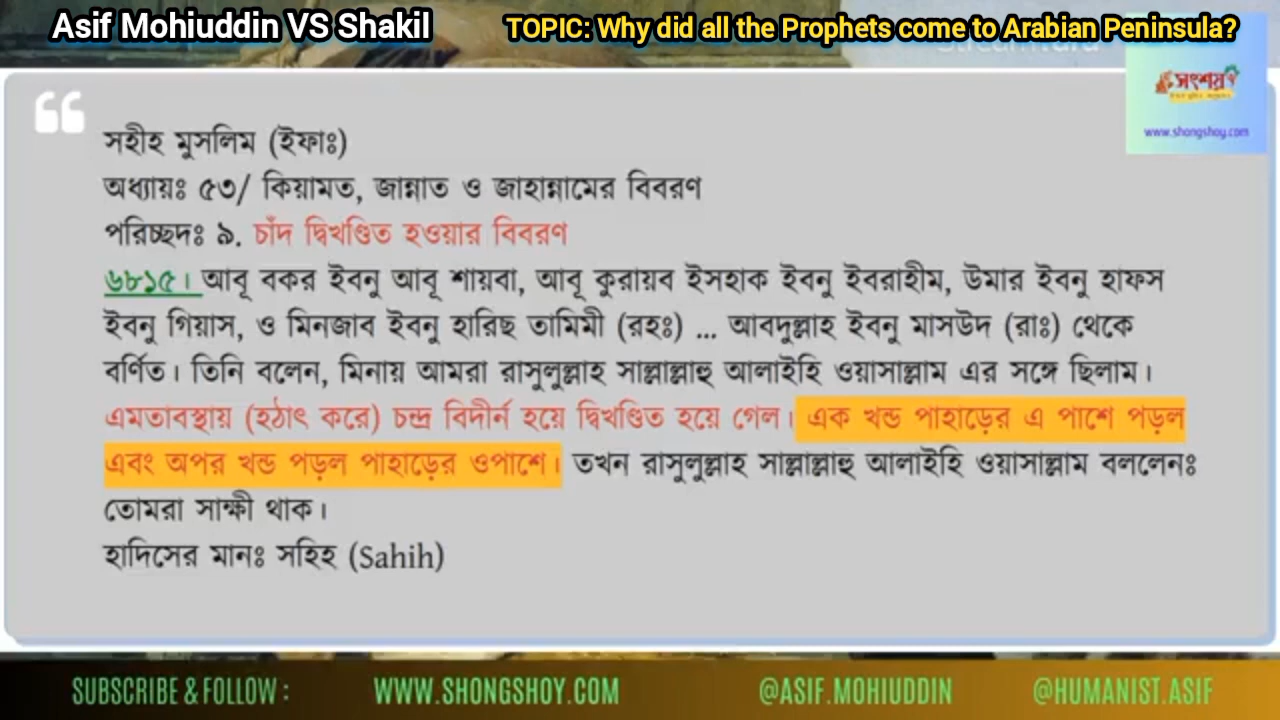 Asif Mohiuddin VS Shakil
TOPIC: Why did all the Prophets come to Arabian Peninsula?
সংশয়
www.shongshoy.com
সহীহ মুসলিম (ইফাঃ)
অধ্যায়ঃ ৫৩/ কিয়ামত, জান্নাত ও জাহান্নামের বিবরণ
পরিচ্ছদঃ ৯. চাঁদ দ্বিখণ্ডিত হওয়ার বিবরণ
৬৮১৫। আবূ বকর ইবনু আবূ শায়বা, আবূ কুরায়ব ইসহাক ইবনু ইবরাহীম, উমার ইবনু হাফস
ইবনু গিয়াস, ও মিনজাব ইবনু হারিছ তামিমী (রহঃ) ... আবদুল্লাহ ইবনু মাসউদ (রাঃ) থেকে
বর্ণিত। তিনি বলেন, মিনায় আমরা রাসুলুল্লাহ সাল্লাল্লাহু আলাইহি ওয়াসাল্লাম এর সঙ্গে ছিলাম।
এমতাবস্থায় (হঠাৎ করে) চন্দ্র বিদীর্ন হয়ে দ্বিখণ্ডিত হয়ে গেল। এক খন্ড পাহাড়ের এ পাশে পড়ল
এবং অপর খন্ড পড়ল পাহাড়ের ওপাশে। তখন রাসুলুল্লাহ সাল্লাল্লাহু আলাইহি ওয়াসাল্লাম বললেনঃ
তোমরা সাক্ষী থাক।
হাদিসের মানঃ সহিহ (Sahih)
SUBSCRIBE & FOLLOW : WWW.SHONGSHOY.COM @ASIF.MOHIUDDIN @HUMANIST.ASIF